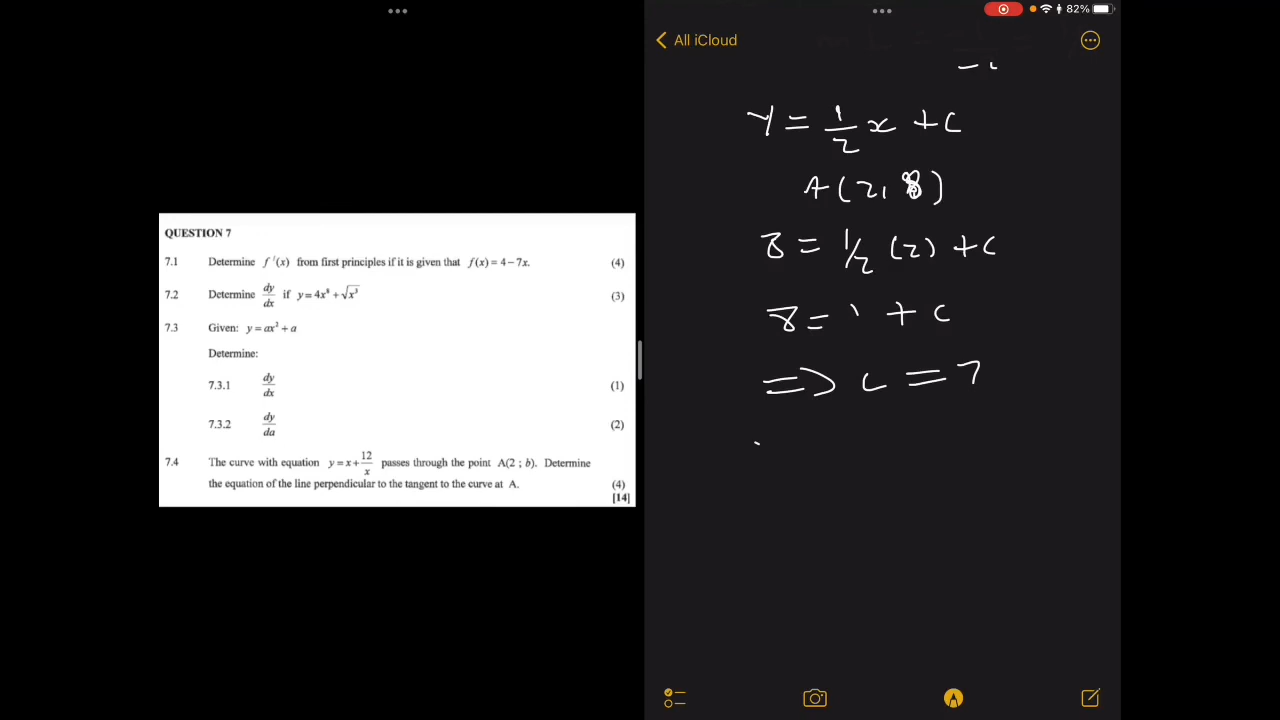 82%
All iCloud
QUESTION 7
7.1 Determine f ′(x) from first principles if it is given that f(x) = 4 – 7x. (4)
7.2 Determine dy/dx if y = 4x⁸ + √x³ (3)
7.3 Given: y = ax² + a
Determine:
7.3.1 dy/dx (1)
7.3.2 dy/da (2)
7.4 The curve with equation y = x + 12/x passes through the point A(2 ; b). Determine
the equation of the line perpendicular to the tangent to the curve at A. (4)
[14]
y = 1/2 x + c
A(2, 8)
8 = 1/2 (2) + c
8 = 1 + c
=> c = 7